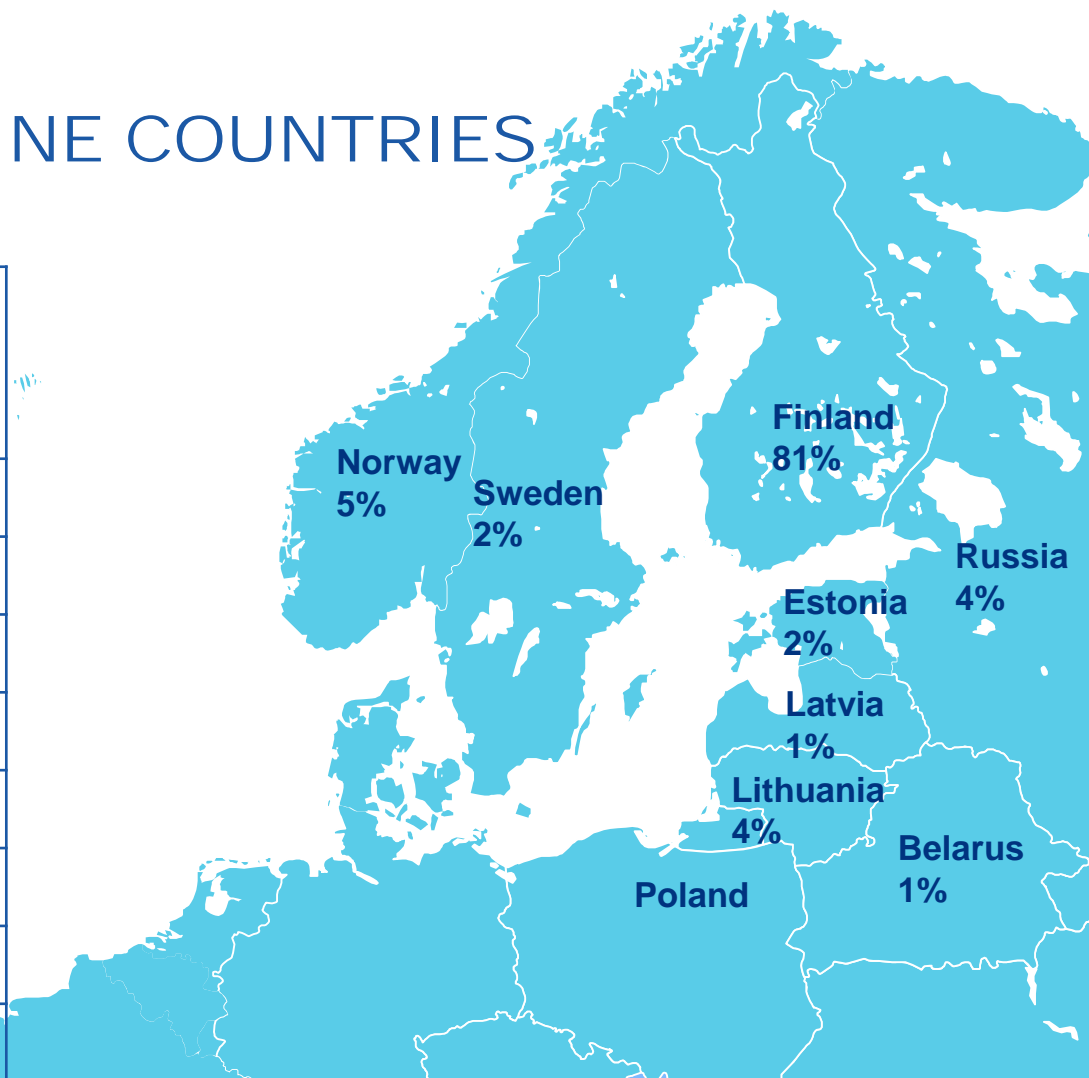 NE COUNTRIES
Finland
81%
Norway
5%
Sweden
2%
Russia
4%
Estonia
2%
Latvia
1%
Lithuania
4%
Belarus
1%
Poland